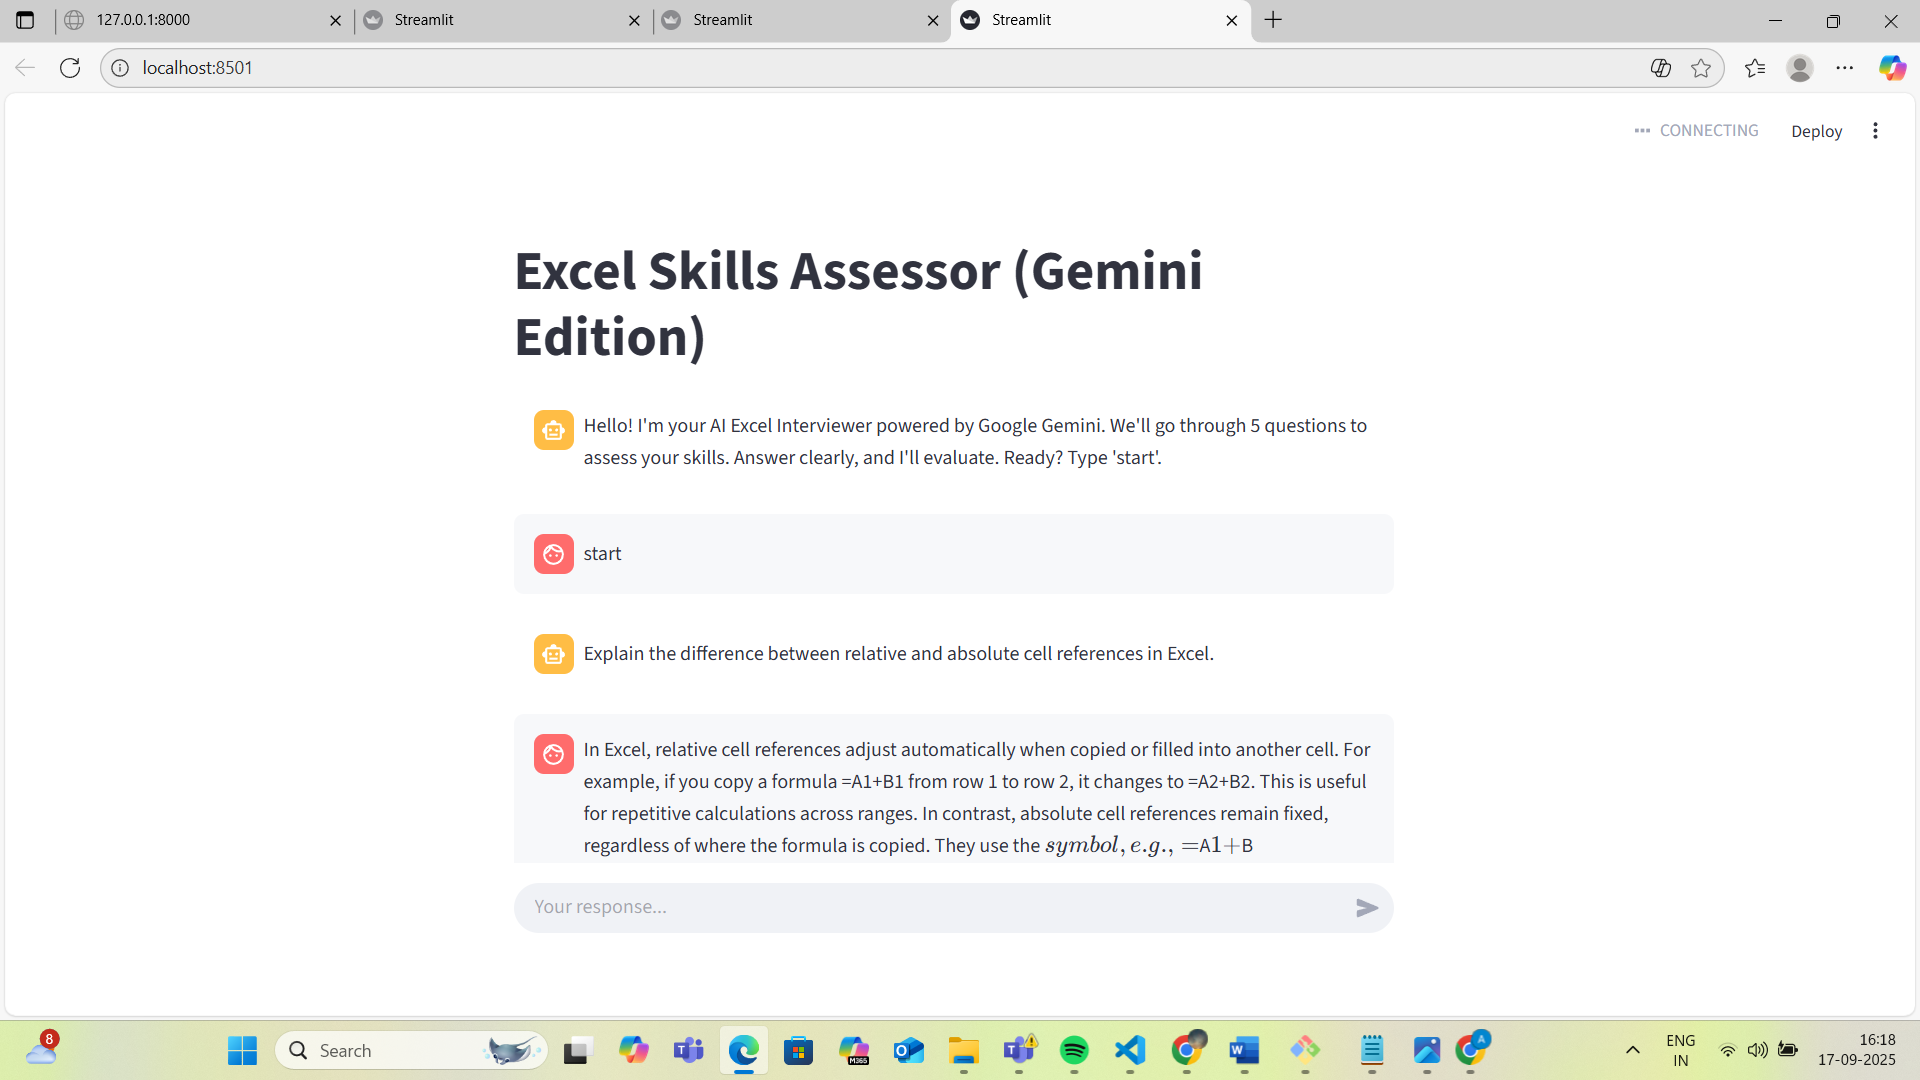 127.0.0.1:8000
Streamlit
Streamlit
Streamlit
localhost:8501
CONNECTING
Deploy
Excel Skills Assessor (Gemini
Edition)
Hello! I'm your AI Excel Interviewer powered by Google Gemini. We'll go through 5 questions to
assess your skills. Answer clearly, and I'll evaluate. Ready? Type 'start'.
start
Explain the difference between relative and absolute cell references in Excel.
In Excel, relative cell references adjust automatically when copied or filled into another cell. For
example, if you copy a formula =A1+B1 from row 1 to row 2, it changes to =A2+B2. This is useful
for repetitive calculations across ranges. In contrast, absolute cell references remain fixed,
regardless of where the formula is copied. They use the symbol, e.g., =A1+B
Your response...
8
Search
M365
ENG
IN
16:18
17-09-2025